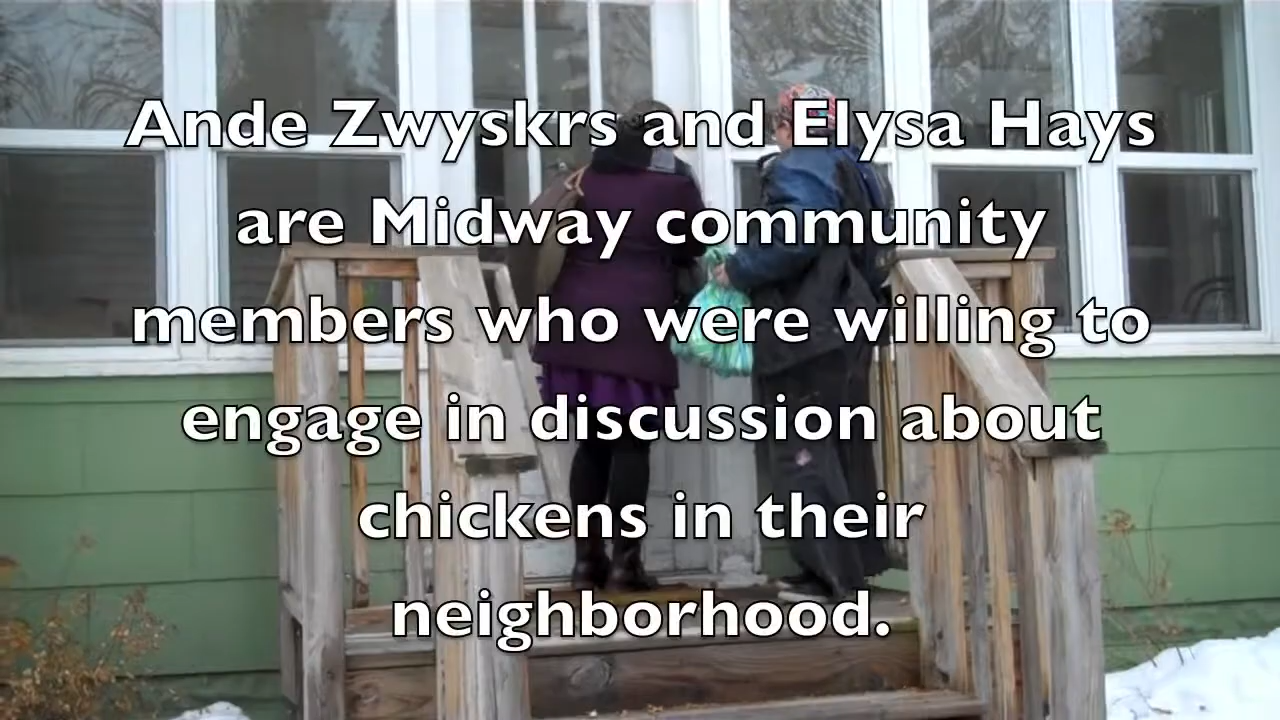 Ande Zwyskrs and Elysa Hays
are Midway community
members who were willing to
engage in discussion about
chickens in their
neighborhood.